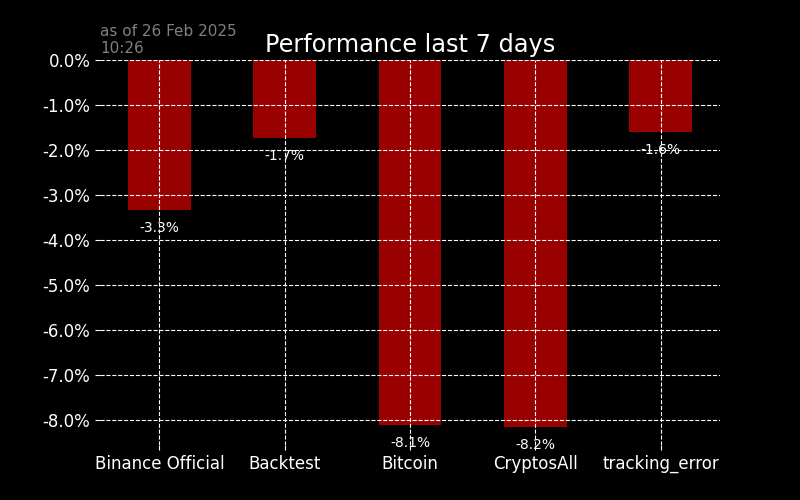 as of 26 Feb 2025
10:26
Performance last 7 days
0.0%
-1.0%
-2.0%
-3.0%
-4.0%
-5.0%
-6.0%
-7.0%
-8.0%
-3.3%
-1.7%
-8.1%
-8.2%
-1.6%
Binance Official
Backtest
Bitcoin
CryptosAll
tracking_error